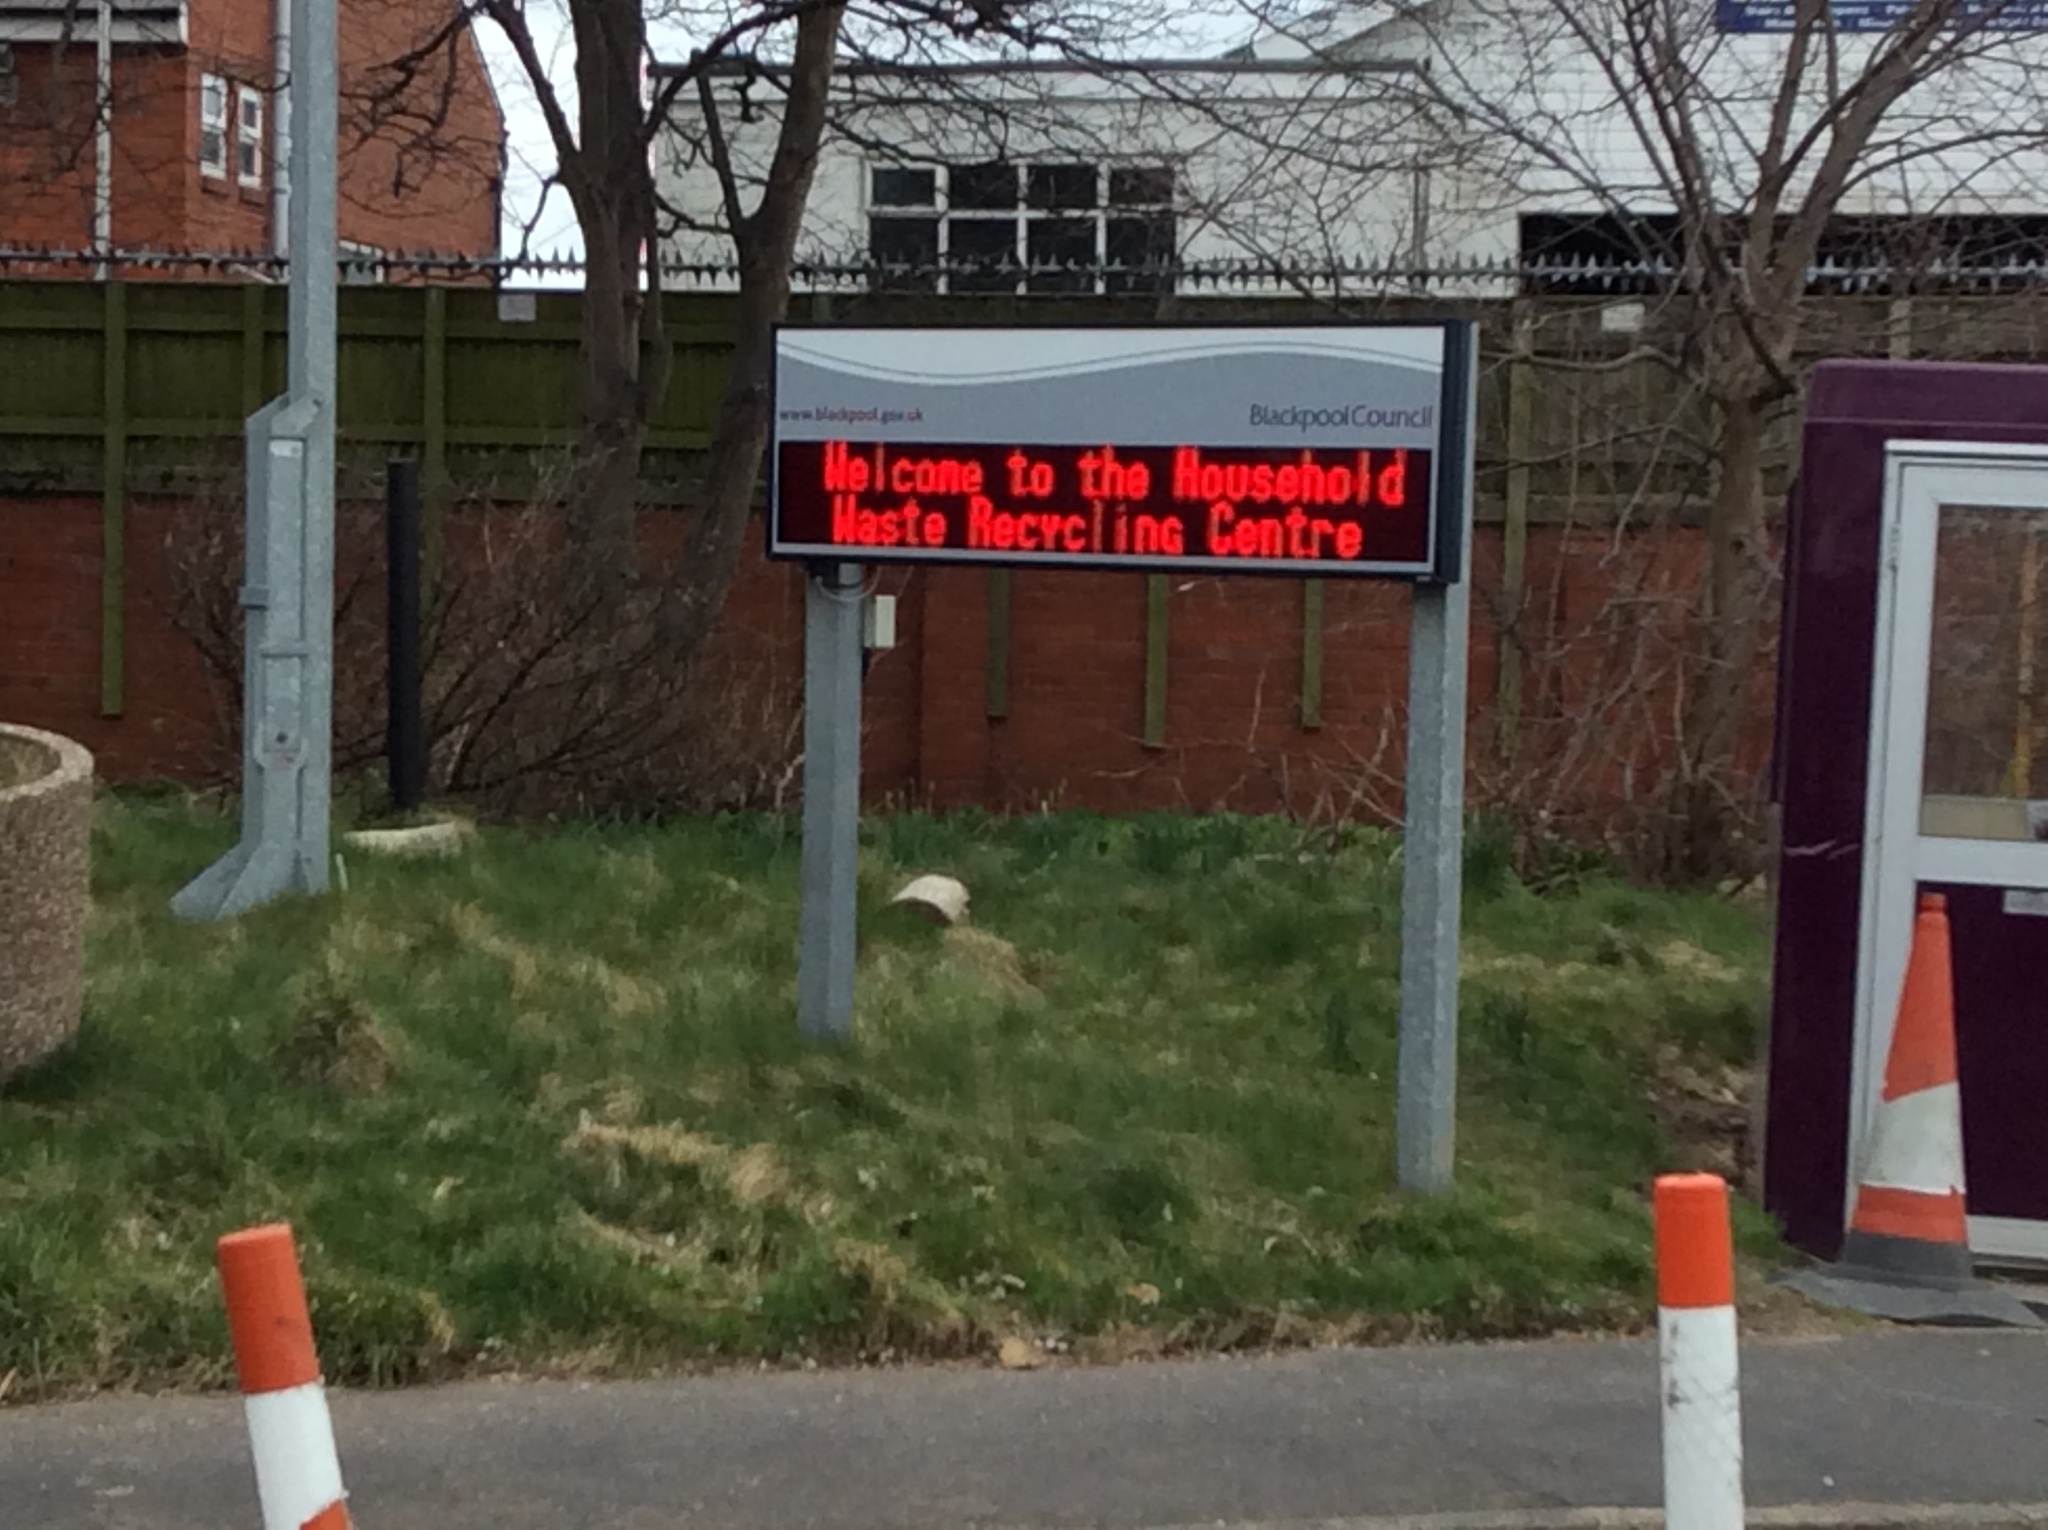 www.blackpool.gov.uk
BlackpoolCouncil
Welcome to the Household
Waste Recycling Centre